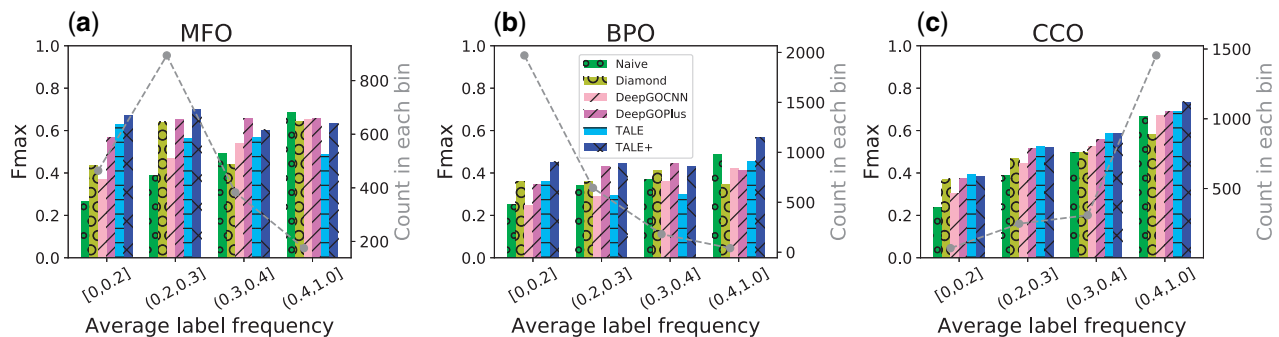 (a)
MFO
1.0
0.8
0.6
0.4
0.2
0.0
Fmax
800
600
400
200
Count in each bin
[0,0.2]
(0.2,0.3]
(0.3,0.4]
(0.4,1.0]
Average label frequency
(b)
BPO
1.0
0.8
0.6
0.4
0.2
0.0
Fmax
Naive
Diamond
DeepGOCNN
DeepGOPlus
TALE
TALE+
2000
1500
1000
500
0
Count in each bin
[0,0.2]
(0.2,0.3]
(0.3,0.4]
(0.4,1.0]
Average label frequency
(c)
CCO
1.0
0.8
0.6
0.4
0.2
0.0
Fmax
1500
1000
500
Count in each bin
[0,0.2]
(0.2,0.3]
(0.3,0.4]
(0.4,1.0]
Average label frequency